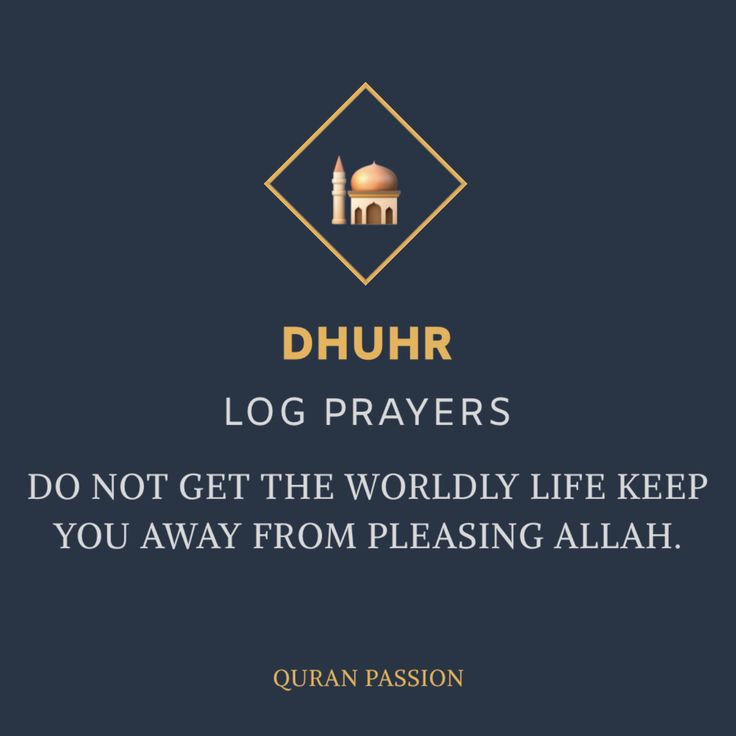 DHUHR
LOG PRAYERS
DO NOT GET THE WORLDLY LIFE KEEP
YOU AWAY FROM PLEASING ALLAH.
QURAN PASSION